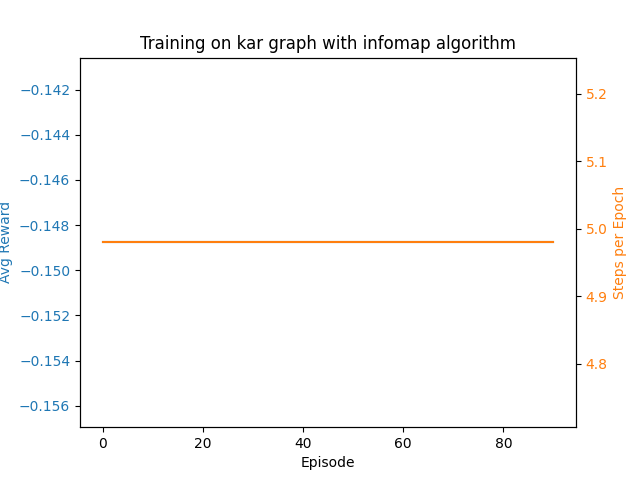 Training on kar graph with infomap algorithm
−0.142
−0.144
−0.146
−0.148
−0.150
−0.152
−0.154
−0.156
Avg Reward
5.2
5.1
5.0
4.9
4.8
Steps per Epoch
0 20 40 60 80
Episode